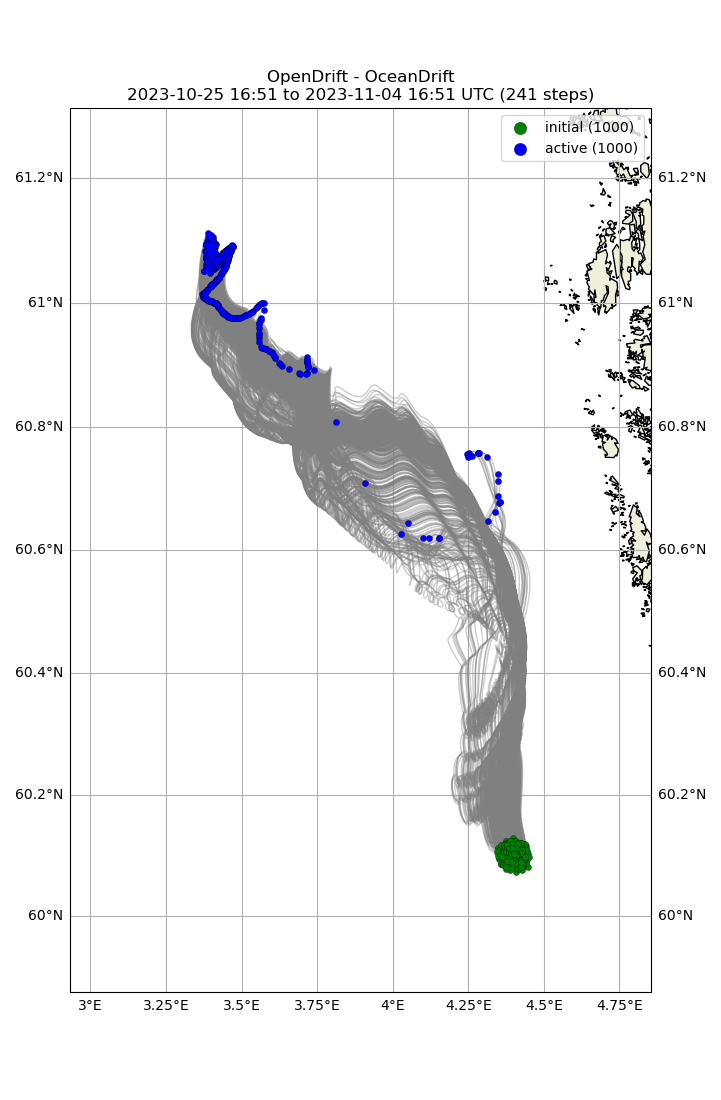 OpenDrift - OceanDrift
2023-10-25 16:51 to 2023-11-04 16:51 UTC (241 steps)
initial (1000)
active (1000)
61.2°N 61.2°N
61°N 61°N
60.8°N 60.8°N
60.6°N 60.6°N
60.4°N 60.4°N
60.2°N 60.2°N
60°N 60°N
3°E 3.25°E 3.5°E 3.75°E 4°E 4.25°E 4.5°E 4.75°E